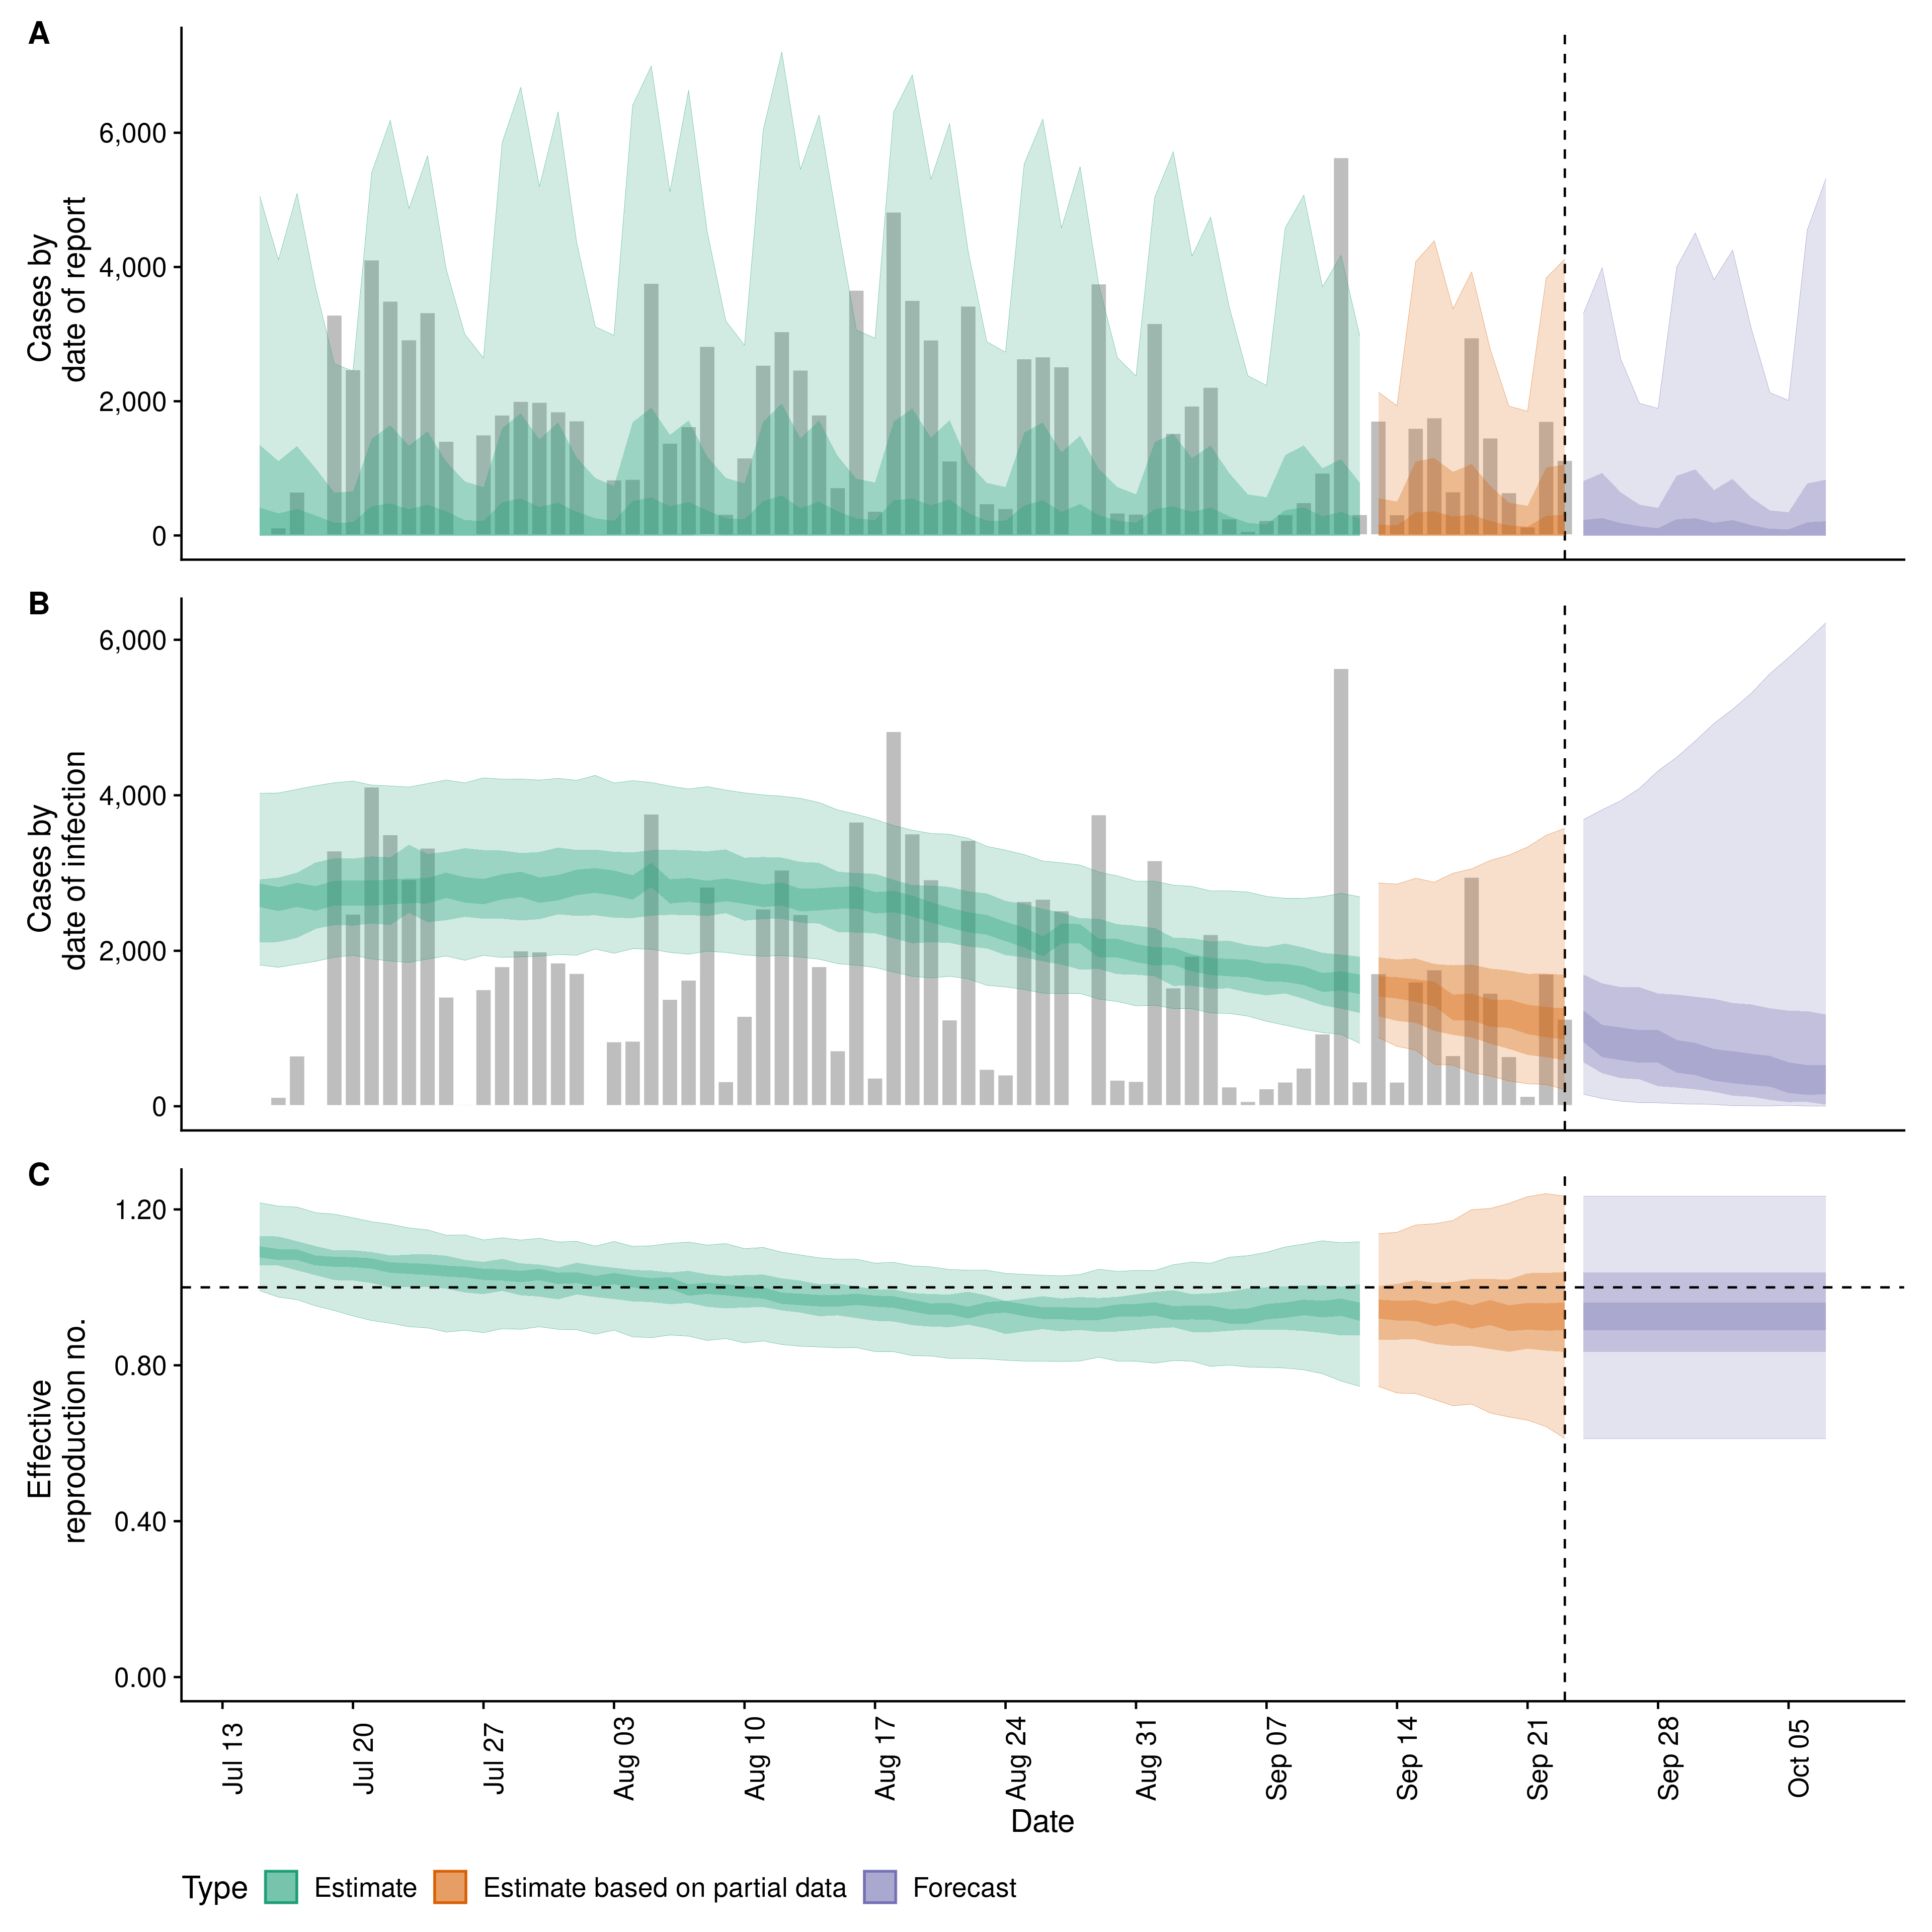 A
Cases by
date of report
6,000
4,000
2,000
0
B
Cases by
date of infection
6,000
4,000
2,000
0
C
Effective
reproduction no.
1.20
0.80
0.40
0.00
Jul 13
Jul 20
Jul 27
Aug 03
Aug 10
Aug 17
Aug 24
Aug 31
Sep 07
Sep 14
Sep 21
Sep 28
Oct 05
Date
Type Estimate Estimate based on partial data Forecast